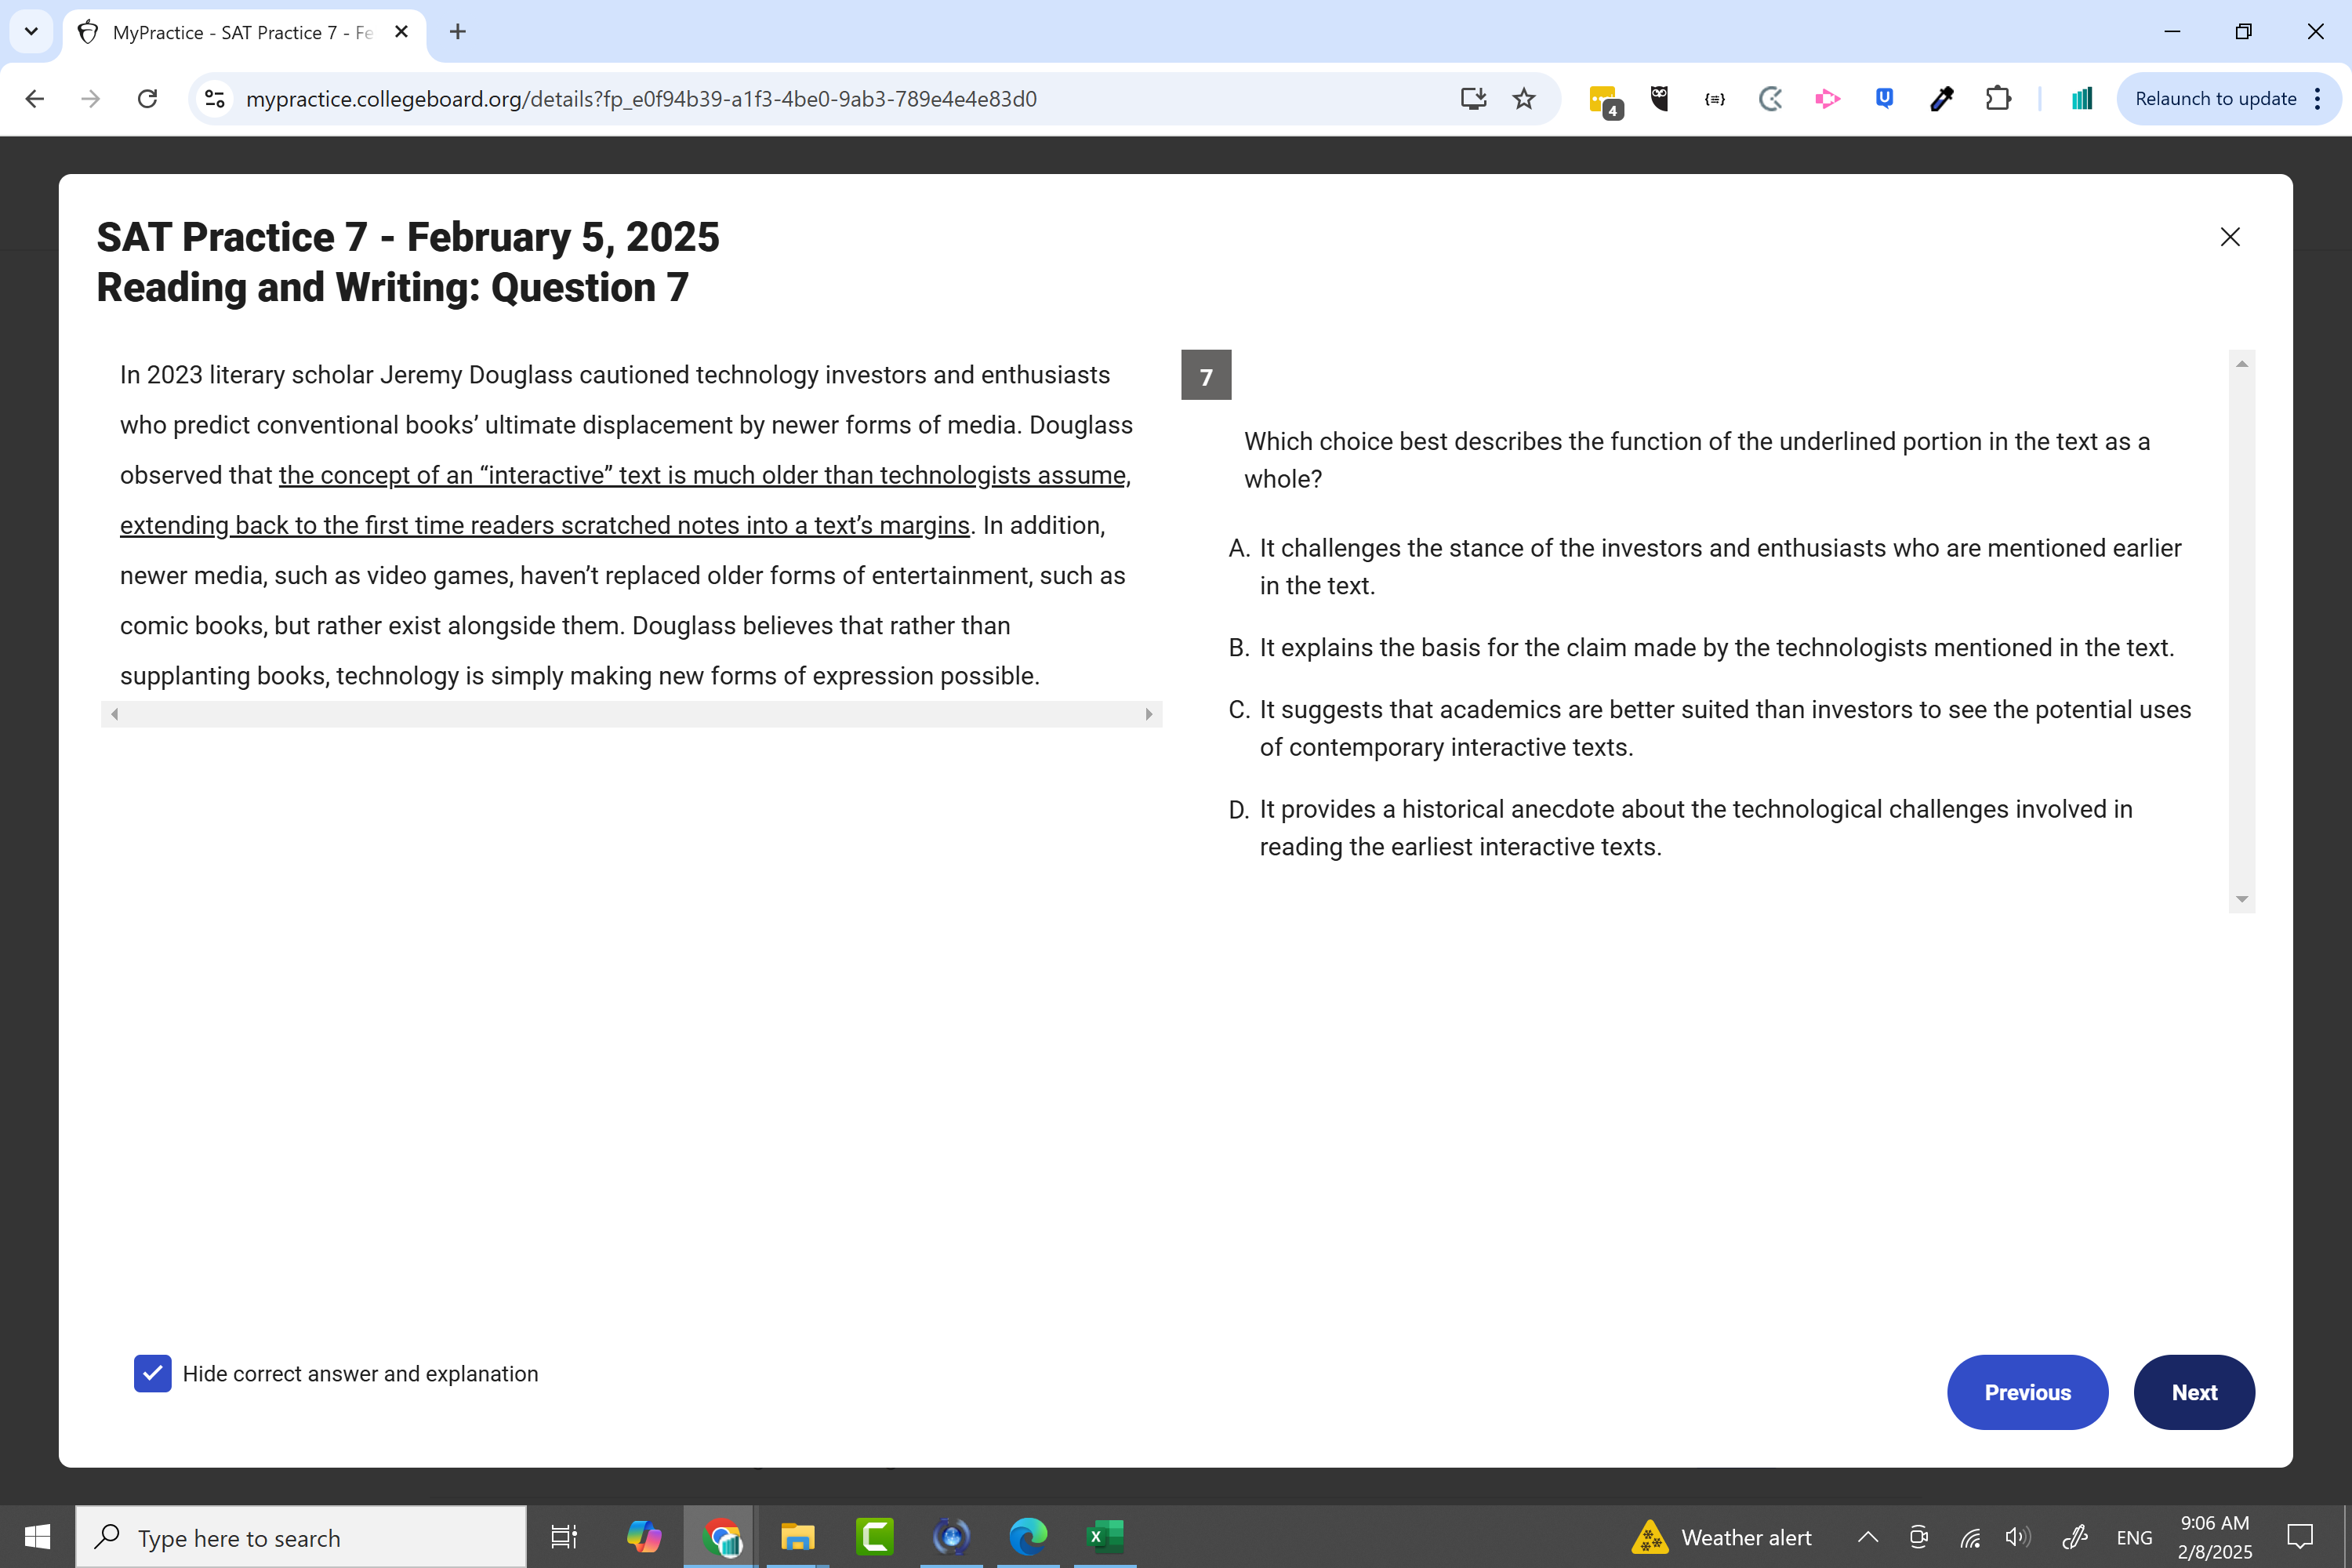 MyPractice - SAT Practice 7 - Fe
mypractice.collegeboard.org/details?fp_e0f94b39-a1f3-4be0-9ab3-789e4e4e83d0
4
Relaunch to update
SAT Practice 7 - February 5, 2025
Reading and Writing: Question 7
In 2023 literary scholar Jeremy Douglass cautioned technology investors and enthusiasts
who predict conventional books’ ultimate displacement by newer forms of media. Douglass
observed that the concept of an “interactive” text is much older than technologists assume,
extending back to the first time readers scratched notes into a text’s margins. In addition,
newer media, such as video games, haven’t replaced older forms of entertainment, such as
comic books, but rather exist alongside them. Douglass believes that rather than
supplanting books, technology is simply making new forms of expression possible.
7
Which choice best describes the function of the underlined portion in the text as a
whole?
A. It challenges the stance of the investors and enthusiasts who are mentioned earlier
in the text.
B. It explains the basis for the claim made by the technologists mentioned in the text.
C. It suggests that academics are better suited than investors to see the potential uses
of contemporary interactive texts.
D. It provides a historical anecdote about the technological challenges involved in
reading the earliest interactive texts.
Hide correct answer and explanation
Previous
Next
Type here to search
Weather alert
ENG
9:06 AM
2/8/2025